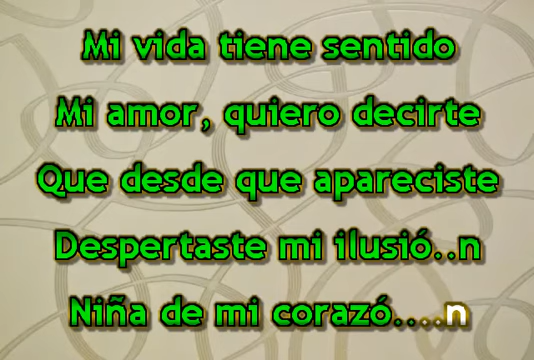 Mi vida tiene sentido
Mi amor, quiero decirte
Que desde que apareciste
Despertaste mi ilusió..n
Niña de mi corazó....n